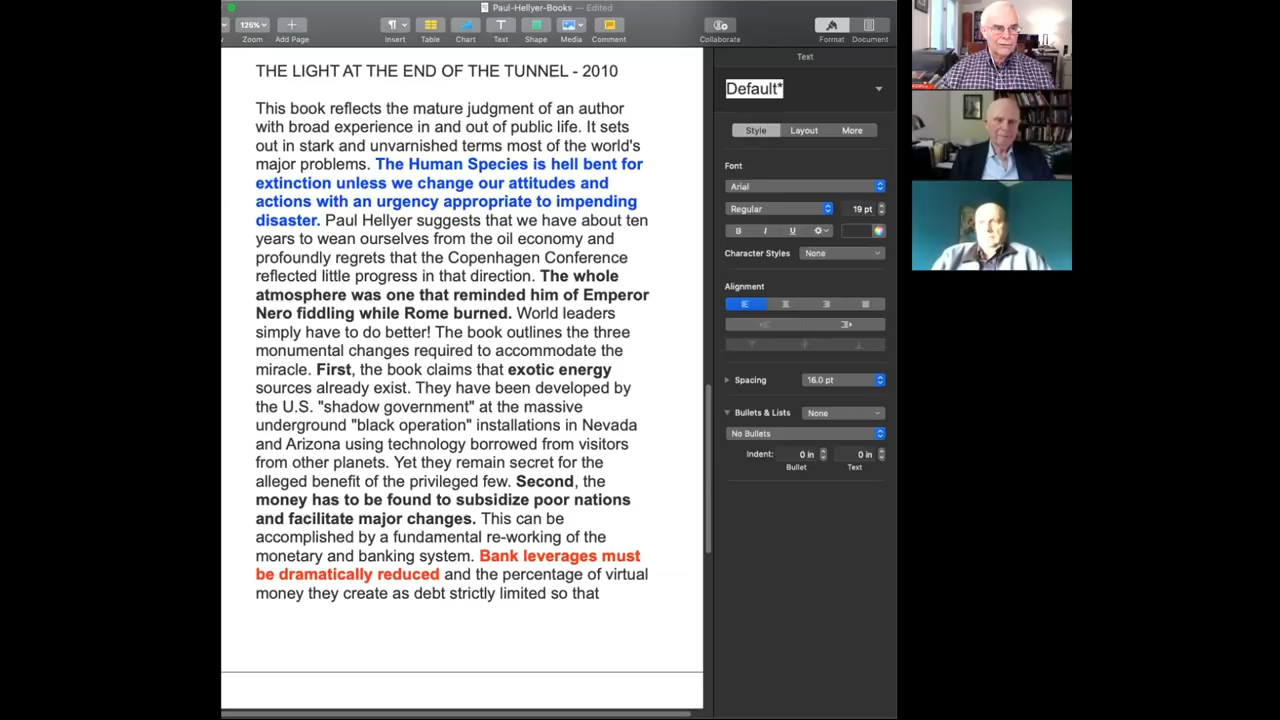 Paul-Hellyer-Books — Edited
125%
Zoom
Add Page
Insert
Table
Chart
Text
Shape
Media
Comment
Collaborate
Format
Document
THE LIGHT AT THE END OF THE TUNNEL - 2010
This book reflects the mature judgment of an author
with broad experience in and out of public life. It sets
out in stark and unvarnished terms most of the world's
major problems. The Human Species is hell bent for
extinction unless we change our attitudes and
actions with an urgency appropriate to impending
disaster. Paul Hellyer suggests that we have about ten
years to wean ourselves from the oil economy and
profoundly regrets that the Copenhagen Conference
reflected little progress in that direction. The whole
atmosphere was one that reminded him of Emperor
Nero fiddling while Rome burned. World leaders
simply have to do better! The book outlines the three
monumental changes required to accommodate the
miracle. First, the book claims that exotic energy
sources already exist. They have been developed by
the U.S. "shadow government" at the massive
underground "black operation" installations in Nevada
and Arizona using technology borrowed from visitors
from other planets. Yet they remain secret for the
alleged benefit of the privileged few. Second, the
money has to be found to subsidize poor nations
and facilitate major changes. This can be
accomplished by a fundamental re-working of the
monetary and banking system. Bank leverages must
be dramatically reduced and the percentage of virtual
money they create as debt strictly limited so that
Text
Default*
Style Layout More
Font
Arial
Regular 19 pt
B I U
Character Styles None
Alignment
Spacing 16.0 pt
Bullets & Lists None
No Bullets
Indent: 0 in 0 in
Bullet Text